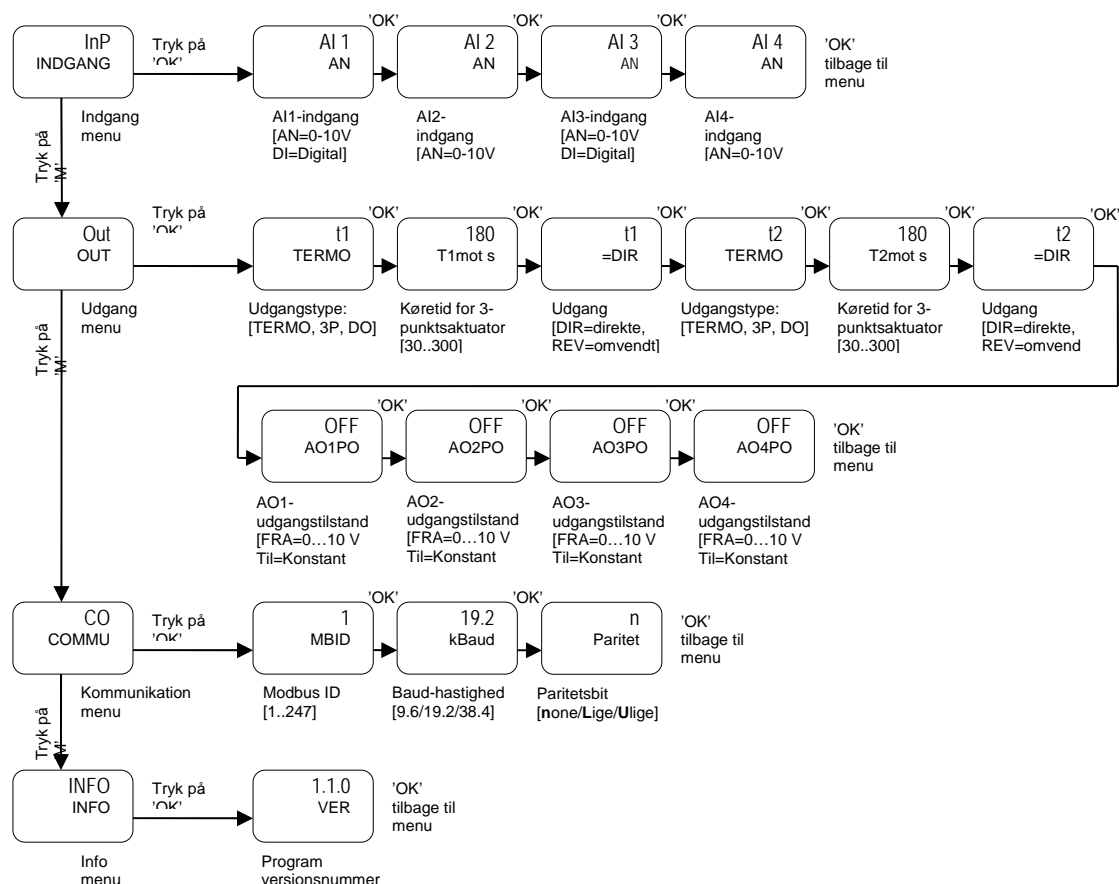 'OK' 'OK' 'OK'
InP
INDGANG
Tryk på
'OK'
AI 1
AN
AI 2
AN
AI 3
AN
AI 4
AN
'OK'
tilbage til
menu
Indgang
menu
AI1-indgang
[AN=0-10V
DI=Digital]
AI2-
indgang
[AN=0-10V
AI3-indgang
[AN=0-10V
DI=Digital]
AI4-
indgang
[AN=0-10V
Tryk på
'M'
'OK' 'OK' 'OK' 'OK' 'OK' 'OK'
Out
OUT
Tryk på
'OK'
t1
TERMO
180
T1mot s
t1
=DIR
t2
TERMO
180
T2mot s
t2
=DIR
Udgang
menu
Udgangstype:
[TERMO, 3P, DO]
Køretid for 3-
punktsaktuator
[30..300]
Udgang
[DIR=direkte,
REV=omvendt]
Udgangstype:
[TERMO, 3P, DO]
Køretid for 3-
punktsaktuator
[30..300]
Udgang
[DIR=direkte,
REV=omvend
Tryk på
'M'
'OK' 'OK' 'OK'
OFF
AO1PO
OFF
AO2PO
OFF
AO3PO
OFF
AO4PO
'OK'
tilbage til
menu
AO1-
udgangstilstand
[FRA=0…10 V
Til=Konstant
AO2-
udgangstilstand
[FRA=0…10 V
Til=Konstant
AO3-
udgangstilstand
[FRA=0…10 V
Til=Konstant
AO4-
udgangstilstand
[FRA=0…10 V
Til=Konstant
'OK' 'OK'
CO
COMMU
Tryk på
'OK'
1
MBID
19.2
kBaud
n
Paritet
'OK'
tilbage til
menu
Kommunikation
menu
Modbus ID
[1..247]
Baud-hastighed
[9.6/19.2/38.4]
Paritetsbit
[none/Lige/Ulige]
Tryk på
'M'
INFO
INFO
Tryk på
'OK'
1.1.0
VER
'OK'
tilbage til
menu
Info
menu
Program
versionsnummer